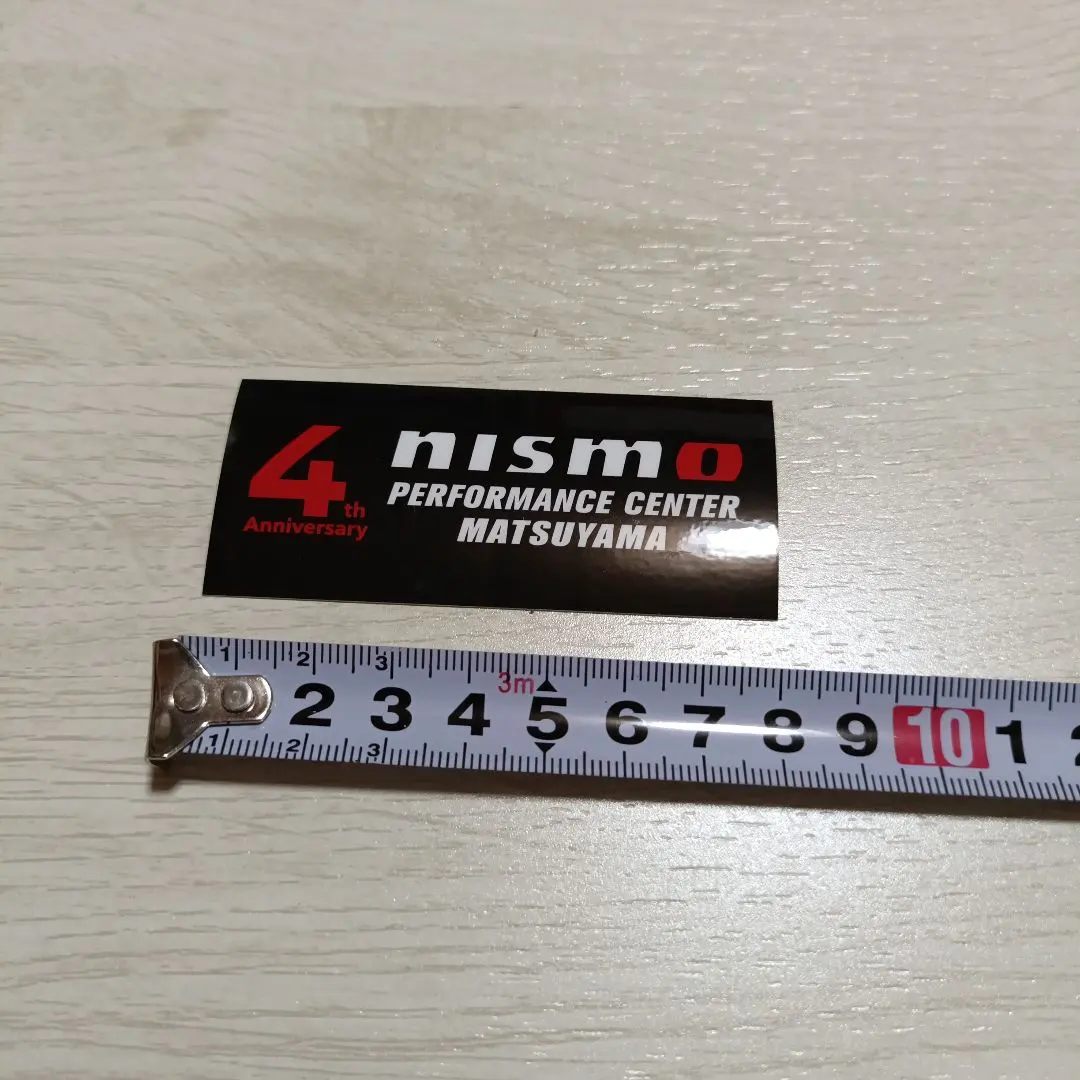 4th
Anniversary
nismo
PERFORMANCE CENTER
MATSUYAMA
1 2 3
3m
2 3 4 5 6 7 8 9 10 1 2
1 2 3